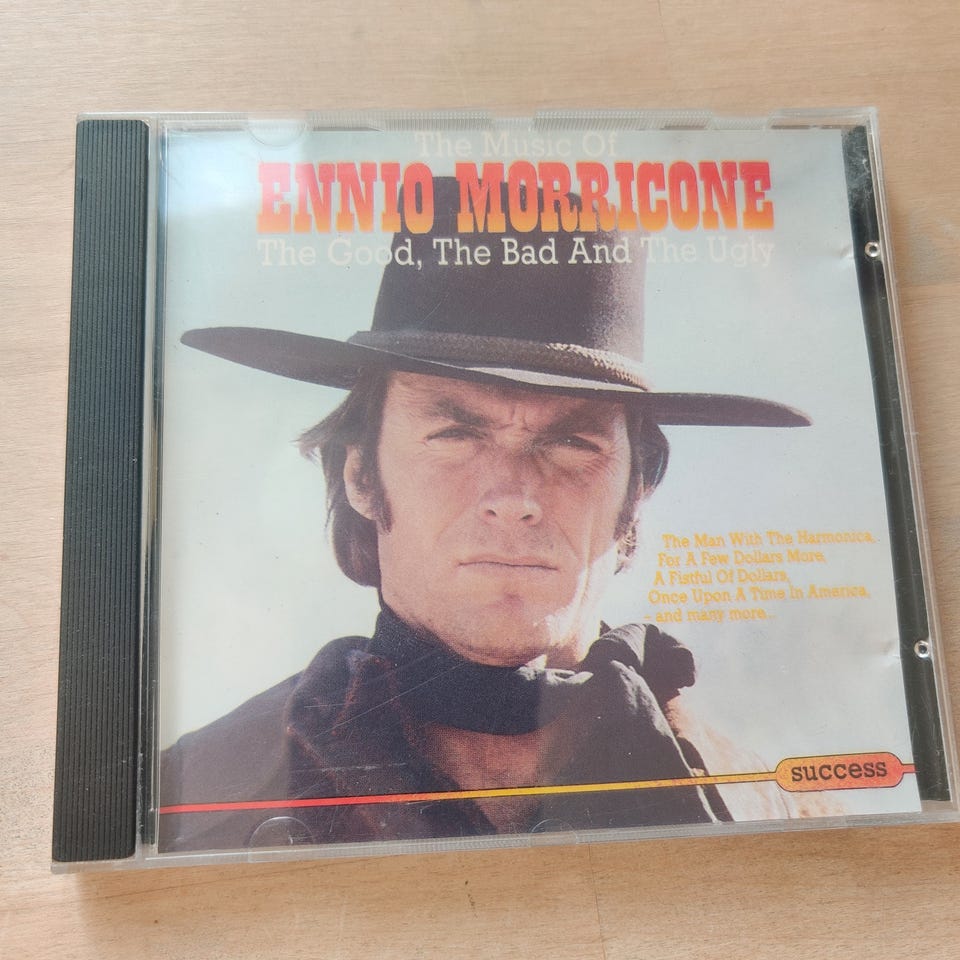 The Music Of
ENNIO MORRICONE
The Good, The Bad And The Ugly
The Man With The Harmonica,
For A Few Dollars More,
A Fistful Of Dollars,
Once Upon A Time In America,
- and many more...
success